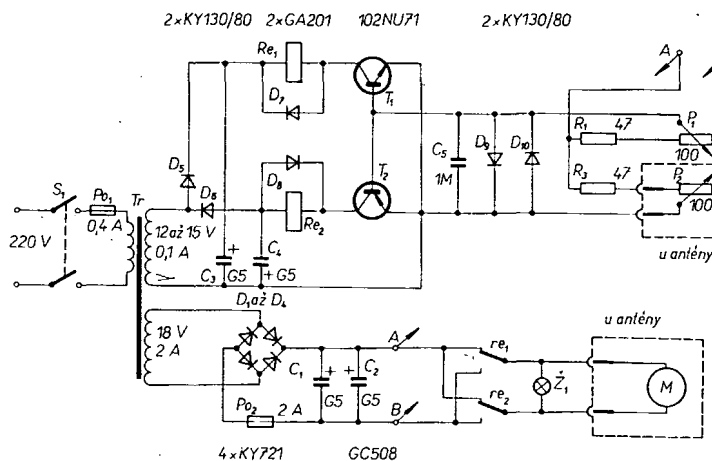 2×KY130/80 2×GA201 102NU71 2×KY130/80
Re₁
A
D₇
T₁
P₁
R₁ 47
100
D₅
C₅
1M
D₉
D₁₀
D₈
T₂
R₃ 47
P₂
100
S₁
Po₁
0,4 A
Tr
D₆
Re₂
220 V
12 až 15 V
0,1 A
C₃
G5
C₄
G5
u antény
D₁ až D₄
u antény
18 V
2 A
A
re₁
C₁
G5
C₂
G5
Ž₁
M
Po₂
2 A
B
re₂
4×KY721 GC508